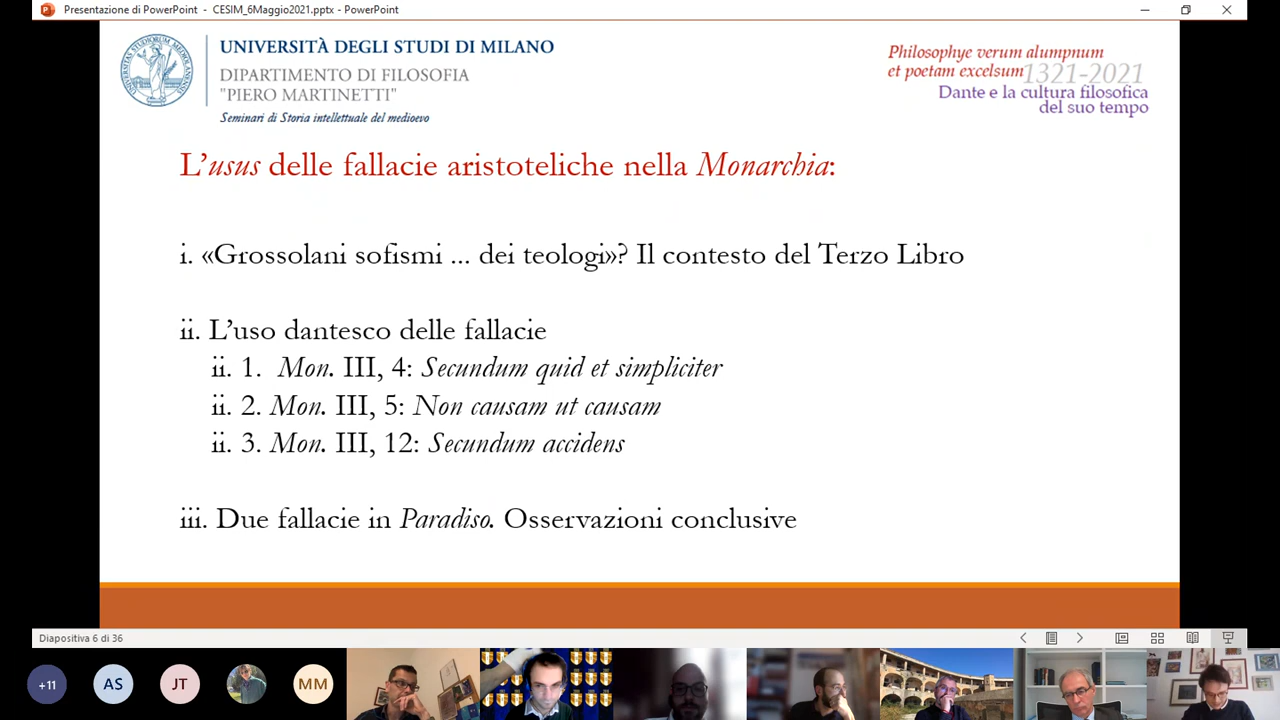 Presentazione di PowerPoint - CESIM_6Maggio2021.pptx - PowerPoint
UNIVERSITÀ DEGLI STUDI DI MILANO
DIPARTIMENTO DI FILOSOFIA
"PIERO MARTINETTI"
Seminari di Storia intellettuale del medioevo
Philosophye verum alumpnum
et poetam excelsum 1321-2021
Dante e la cultura filosofica
del suo tempo
L'usus delle fallacie aristoteliche nella Monarchia:
i. «Grossolani sofismi ... dei teologi»? Il contesto del Terzo Libro
ii. L'uso dantesco delle fallacie
ii. 1. Mon. III, 4: Secundum quid et simpliciter
ii. 2. Mon. III, 5: Non causam ut causam
ii. 3. Mon. III, 12: Secundum accidens
iii. Due fallacie in Paradiso. Osservazioni conclusive
Diapositiva 6 di 36
+11
AS
JT
MM